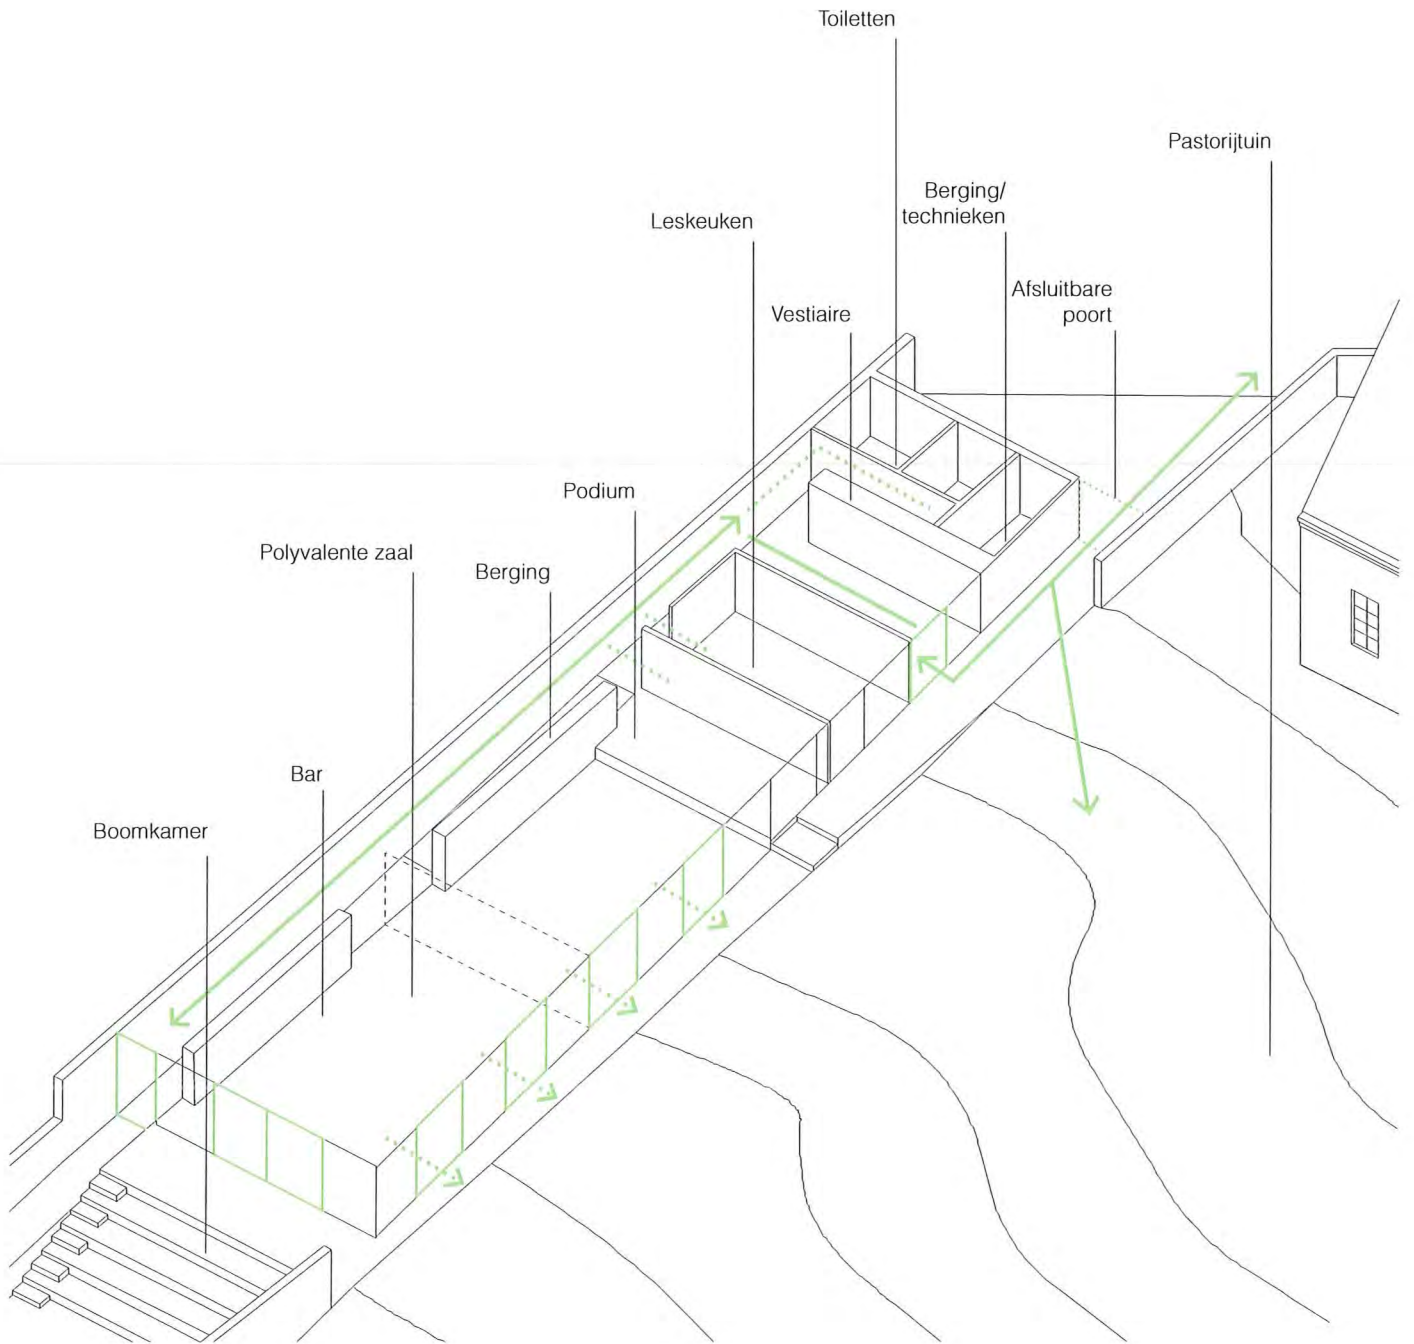 Toiletten
Pastorijtuin
Berging/
technieken
Leskeuken
Afsluitbare
poort
Vestiaire
Podium
Polyvalente zaal
Berging
Bar
Boomkamer